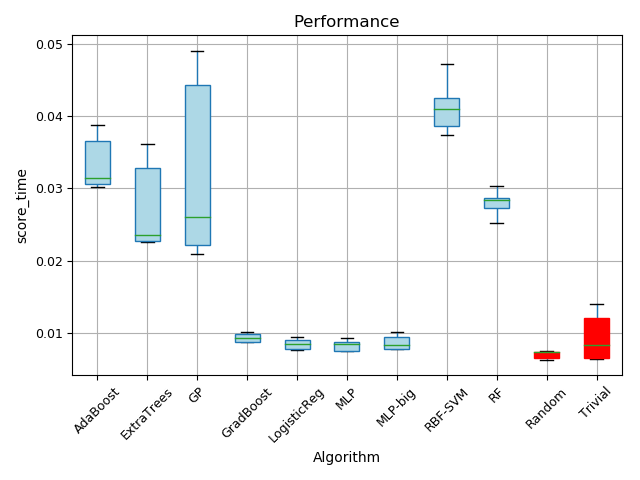 Performance
0.05
0.04
0.03
0.02
0.01
score_time
AdaBoost
ExtraTrees
GP
GradBoost
LogisticReg
MLP
MLP-big
RBF-SVM
RF
Random
Trivial
Algorithm